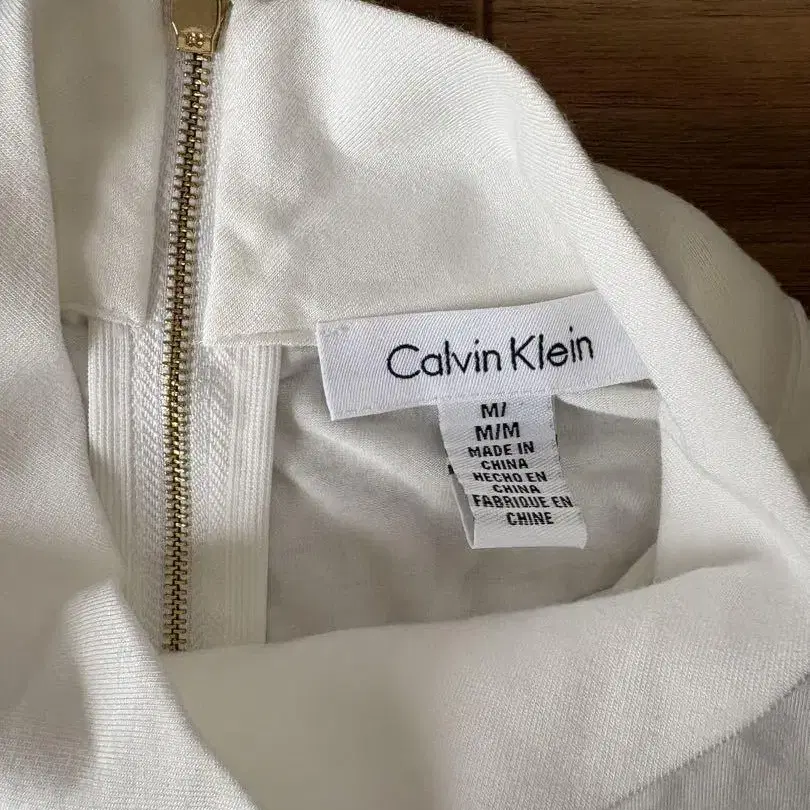 Calvin Klein
M/
M/M
MADE IN
CHINA
HECHO EN
CHINA
FABRIQUE EN
CHINE